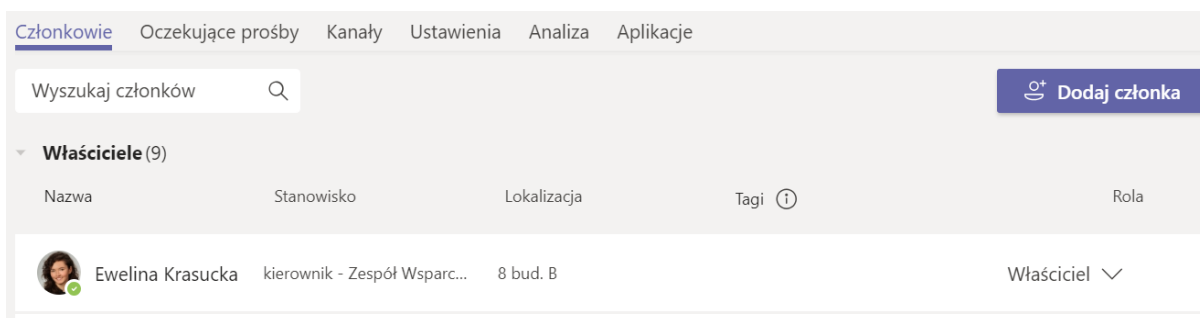 Członkowie Oczekujące prośby Kanały Ustawienia Analiza Aplikacje
Wyszukaj członków Dodaj członka
Właściciele (9)
Nazwa Stanowisko Lokalizacja Tagi Rola
Ewelina Krasucka kierownik - Zespół Wsparc... 8 bud. B Właściciel